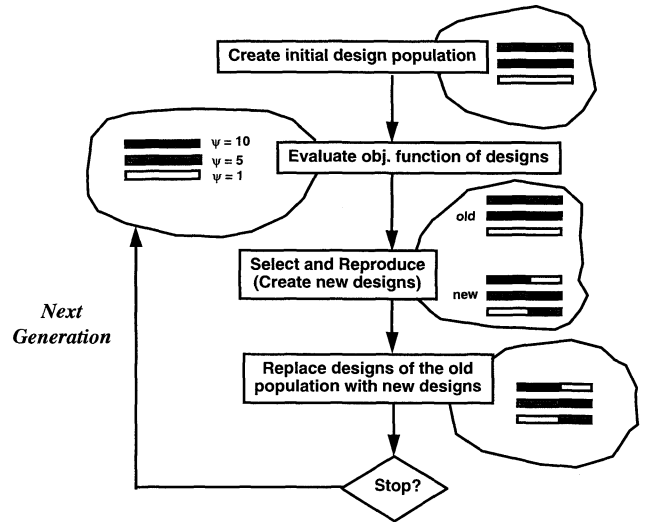 Create initial design population
ψ = 10
ψ = 5
ψ = 1
Evaluate obj. function of designs
old
Select and Reproduce
(Create new designs)
new
Next
Generation
Replace designs of the old
population with new designs
Stop?